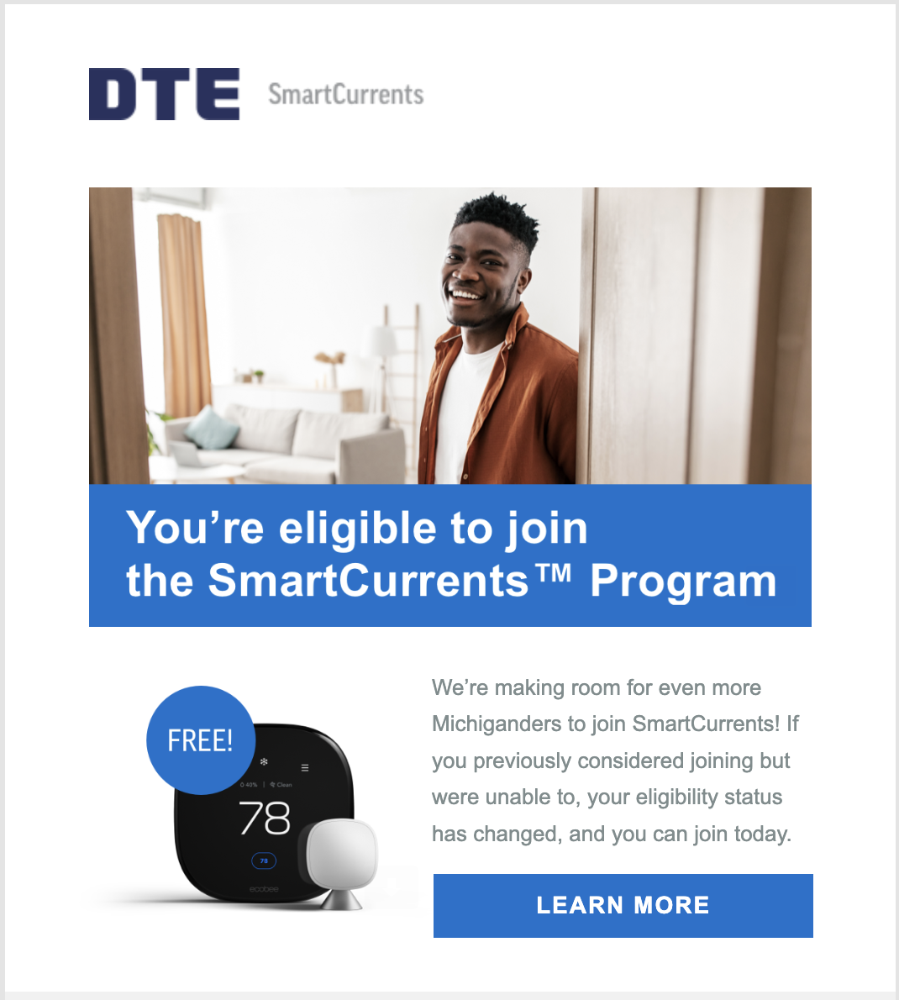 DTE SmartCurrents
You’re eligible to join
the SmartCurrents™ Program
FREE!
40% | Clean
78
78
ecobee
We’re making room for even more
Michiganders to join SmartCurrents! If
you previously considered joining but
were unable to, your eligibility status
has changed, and you can join today.
LEARN MORE